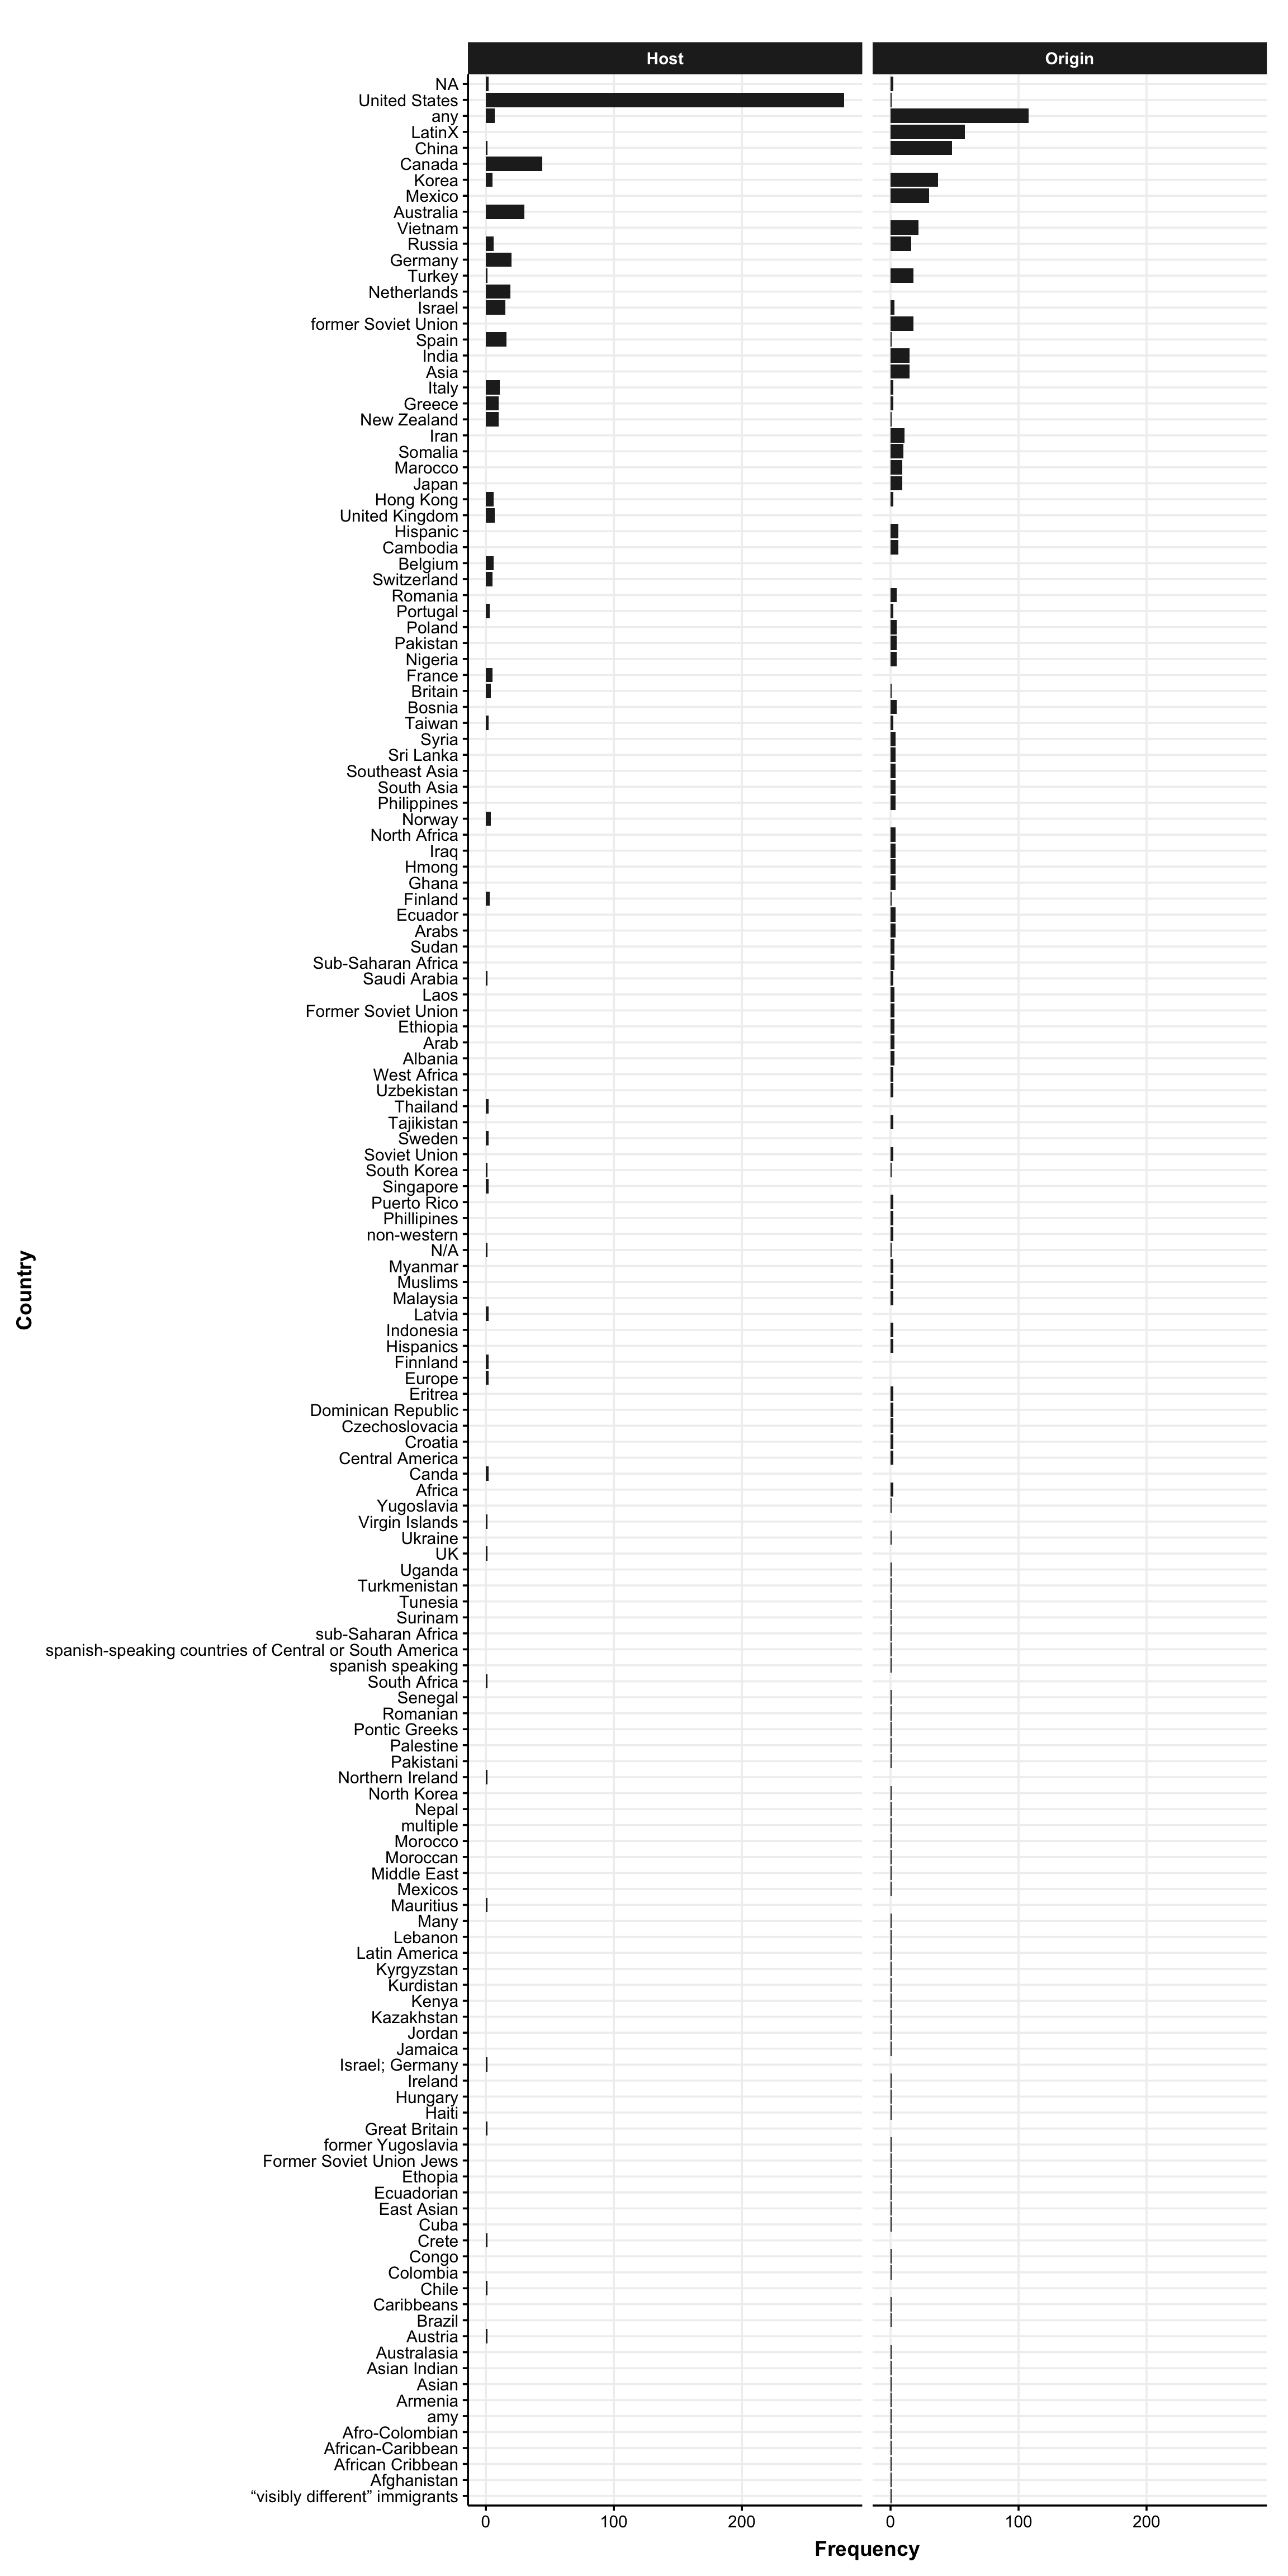 Host Origin
NA
United States
any
LatinX
China
Canada
Korea
Mexico
Australia
Vietnam
Russia
Germany
Turkey
Netherlands
Israel
former Soviet Union
Spain
India
Asia
Italy
Greece
New Zealand
Iran
Somalia
Marocco
Japan
Hong Kong
United Kingdom
Hispanic
Cambodia
Belgium
Switzerland
Romania
Portugal
Poland
Pakistan
Nigeria
France
Britain
Bosnia
Taiwan
Syria
Sri Lanka
Southeast Asia
South Asia
Philippines
Norway
North Africa
Iraq
Hmong
Ghana
Finland
Ecuador
Arabs
Sudan
Sub-Saharan Africa
Saudi Arabia
Laos
Former Soviet Union
Ethiopia
Arab
Albania
West Africa
Uzbekistan
Thailand
Tajikistan
Sweden
Soviet Union
South Korea
Singapore
Puerto Rico
Phillipines
non-western
N/A
Myanmar
Muslims
Malaysia
Latvia
Indonesia
Hispanics
Finnland
Europe
Eritrea
Dominican Republic
Czechoslovacia
Croatia
Central America
Canda
Africa
Yugoslavia
Virgin Islands
Ukraine
UK
Uganda
Turkmenistan
Tunesia
Surinam
sub-Saharan Africa
spanish-speaking countries of Central or South America
spanish speaking
South Africa
Senegal
Romanian
Pontic Greeks
Palestine
Pakistani
Northern Ireland
North Korea
Nepal
multiple
Morocco
Moroccan
Middle East
Mexicos
Mauritius
Many
Lebanon
Latin America
Kyrgyzstan
Kurdistan
Kenya
Kazakhstan
Jordan
Jamaica
Israel; Germany
Ireland
Hungary
Haiti
Great Britain
former Yugoslavia
Former Soviet Union Jews
Ethopia
Ecuadorian
East Asian
Cuba
Crete
Congo
Colombia
Chile
Caribbeans
Brazil
Austria
Australasia
Asian Indian
Asian
Armenia
amy
Afro-Colombian
African-Caribbean
African Cribbean
Afghanistan
“visibly different” immigrants
0 100 200 0 100 200
Frequency
Country